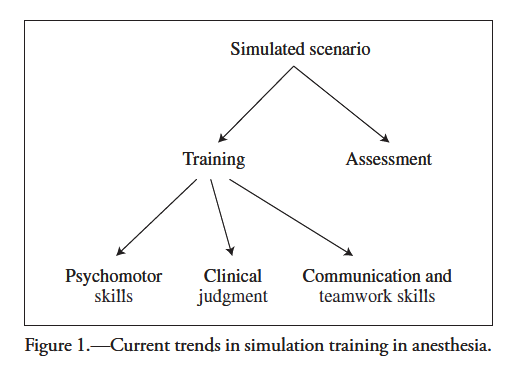 Simulated scenario
Training
Assessment
Psychomotor
skills
Clinical
judgment
Communication and
teamwork skills
Figure 1.—Current trends in simulation training in anesthesia.